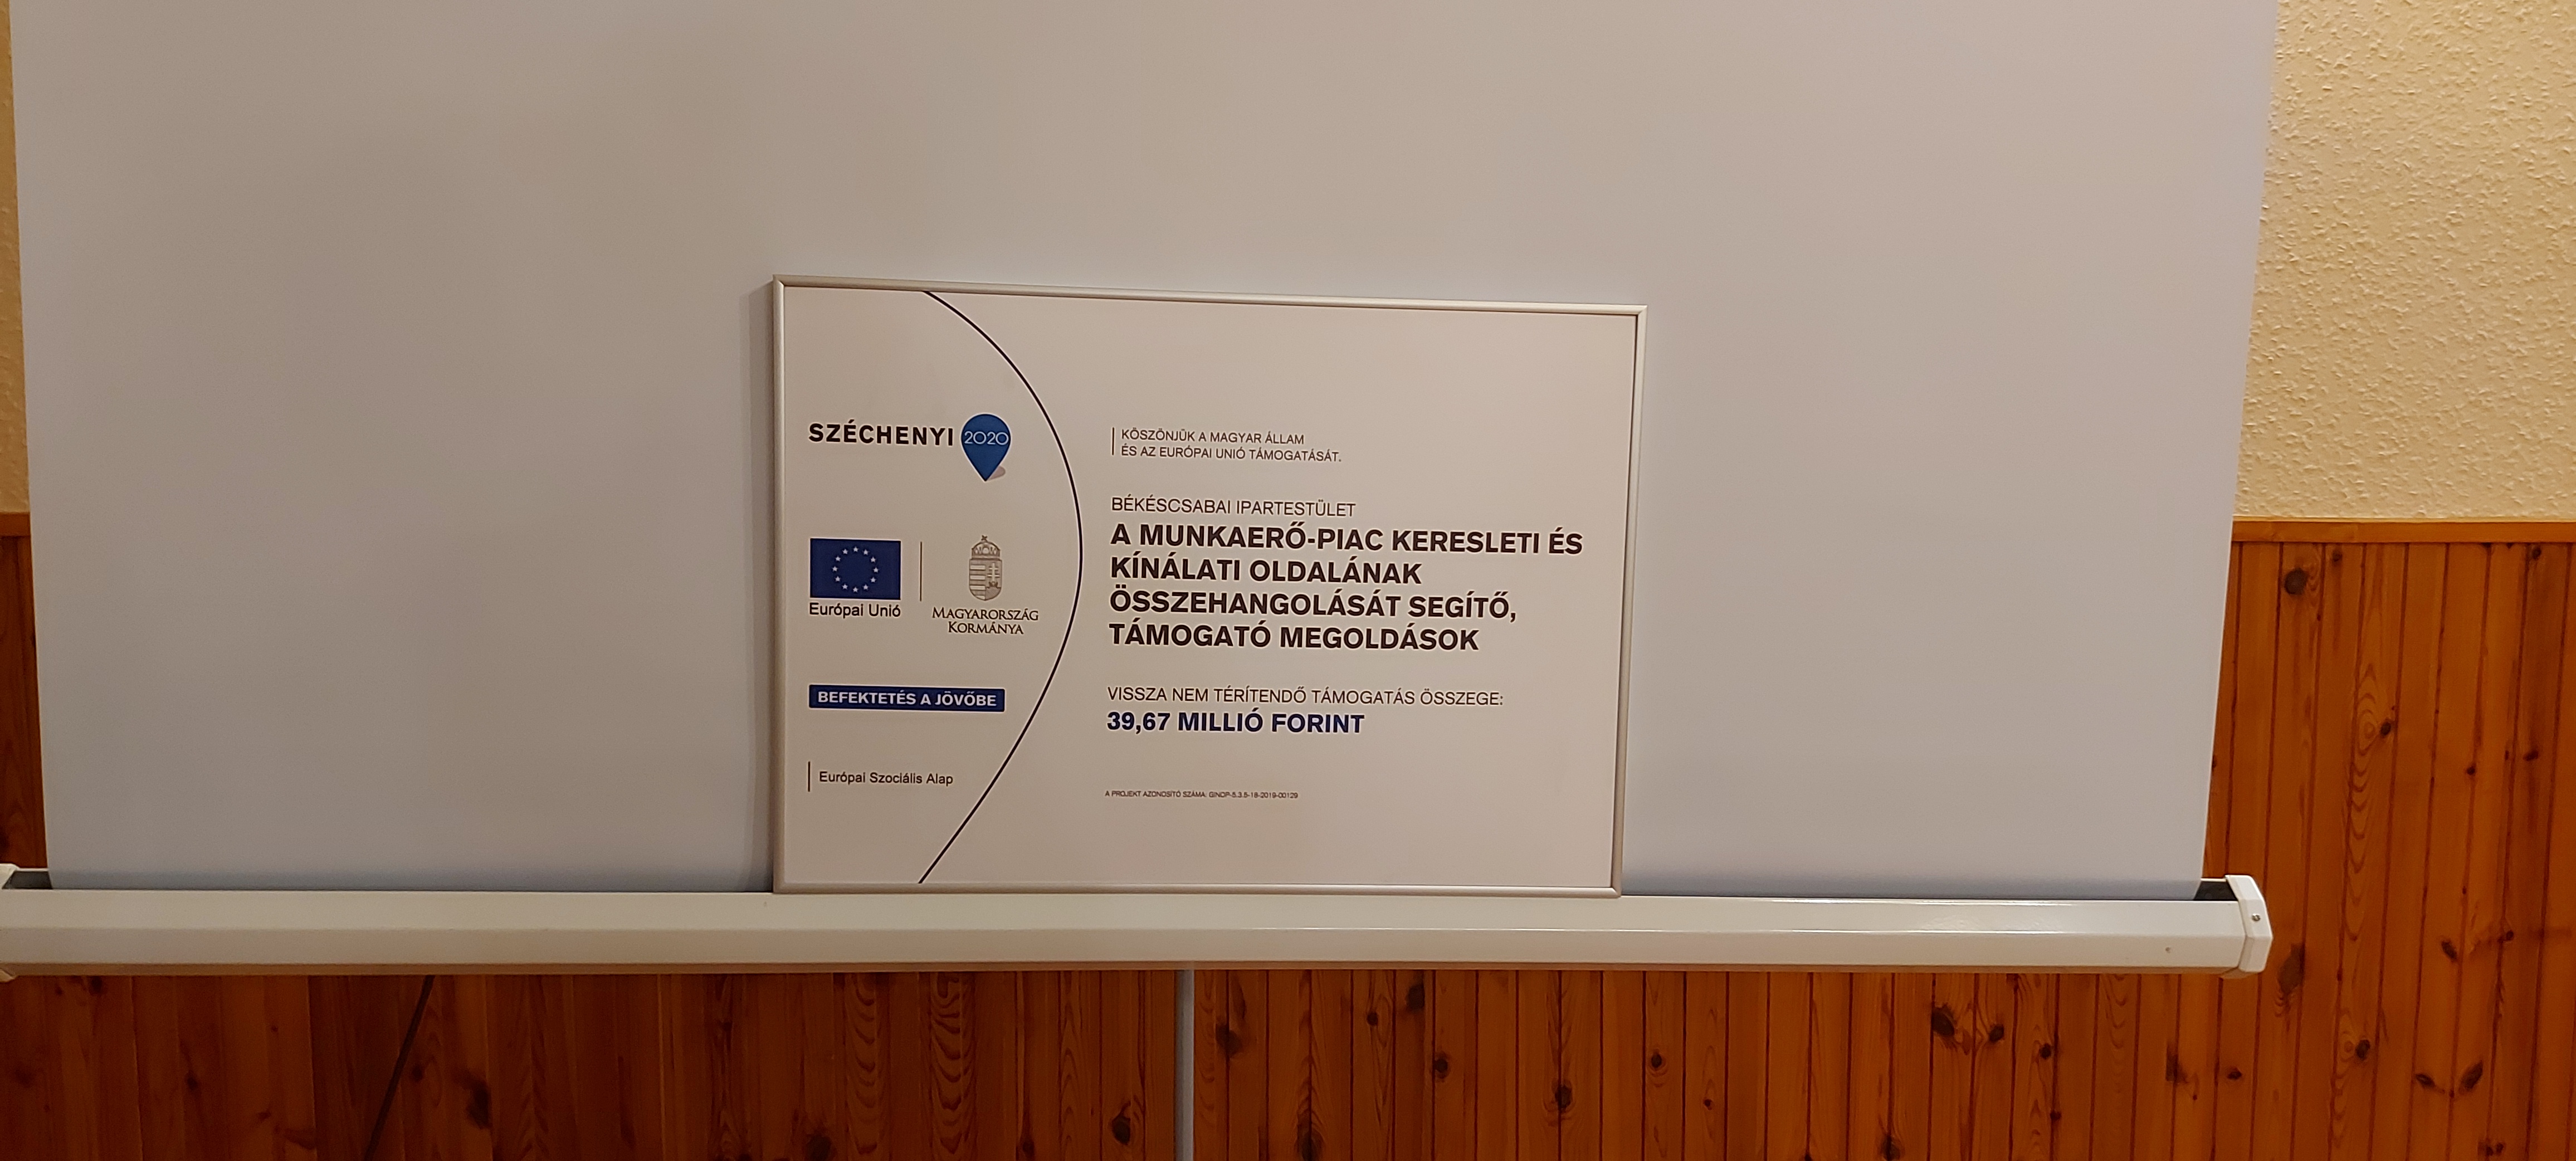 SZÉCHENYI 2020
Európai Unió
MAGYARORSZÁG
KORMÁNYA
BEFEKTETÉS A JÖVŐBE
Európai Szociális Alap
KÖSZÖNJÜK A MAGYAR ÁLLAM
ÉS AZ EURÓPAI UNIÓ TÁMOGATÁSÁT.
BÉKÉSCSABAI IPARTESTÜLET
A MUNKAERŐ-PIAC KERESLETI ÉS
KÍNÁLATI OLDALÁNAK
ÖSSZEHANGOLÁSÁT SEGÍTŐ,
TÁMOGATÓ MEGOLDÁSOK
VISSZA NEM TÉRÍTENDŐ TÁMOGATÁS ÖSSZEGE:
39,67 MILLIÓ FORINT
A PROJEKT AZONOSÍTÓ SZÁMA: GINOP-5.3.5-18-2019-00129